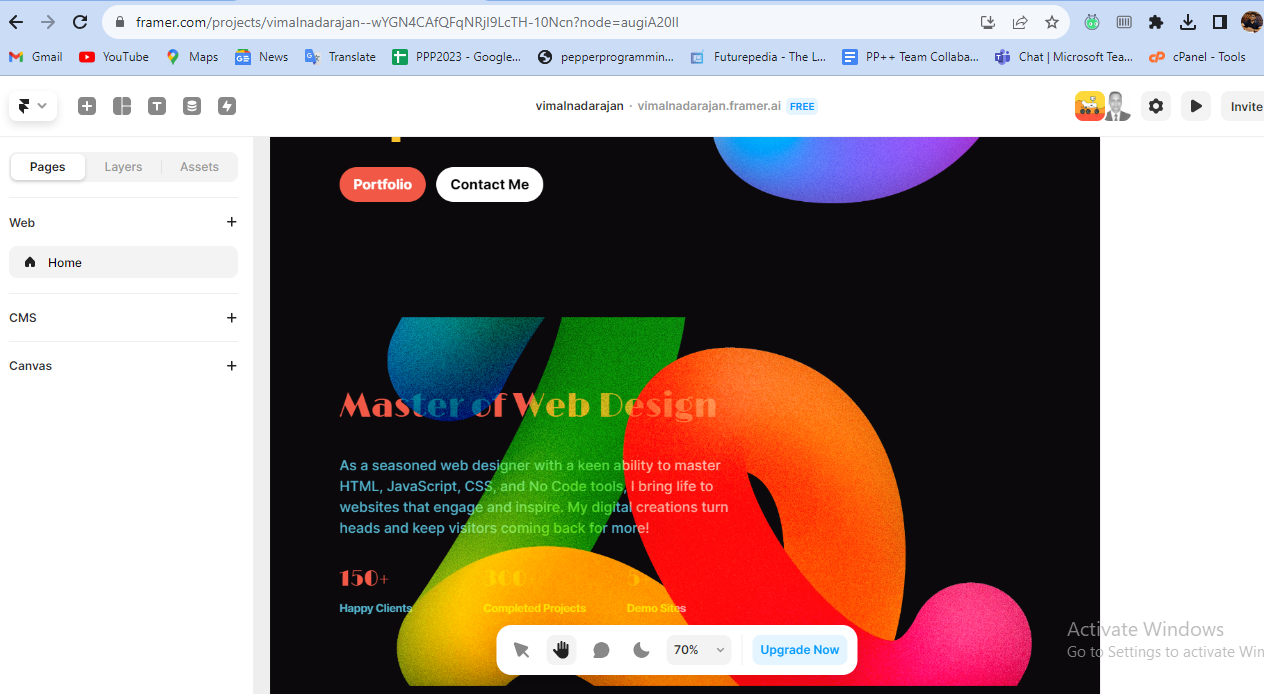 framer.com/projects/vimalnadarajan--wYGN4CAfQFqNRjI9LcTH-10Ncn?node=augiA20II
Gmail YouTube Maps News Translate PPP2023 - Google... pepperprogrammin... Futurepedia - The L... PP++ Team Collaba... Chat | Microsoft Tea... cPanel - Tools
vimalnadarajan · vimalnadarajan.framer.ai FREE
Invite
Pages Layers Assets
Web
Home
CMS
Canvas
Portfolio Contact Me
Master of Web Design
As a seasoned web designer with a keen ability to master
HTML, JavaScript, CSS, and No Code tools, I bring life to
websites that engage and inspire. My digital creations turn
heads and keep visitors coming back for more!
150+ 300 5
Happy Clients Completed Projects Demo Sites
70% Upgrade Now
Activate Windows
Go to Settings to activate Win